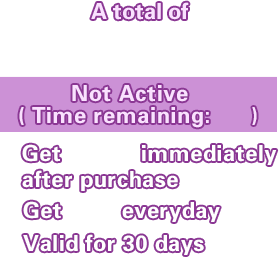 A total of
Not Active
( Time remaining: )
Get immediately
after purchase
Get everyday
Valid for 30 days